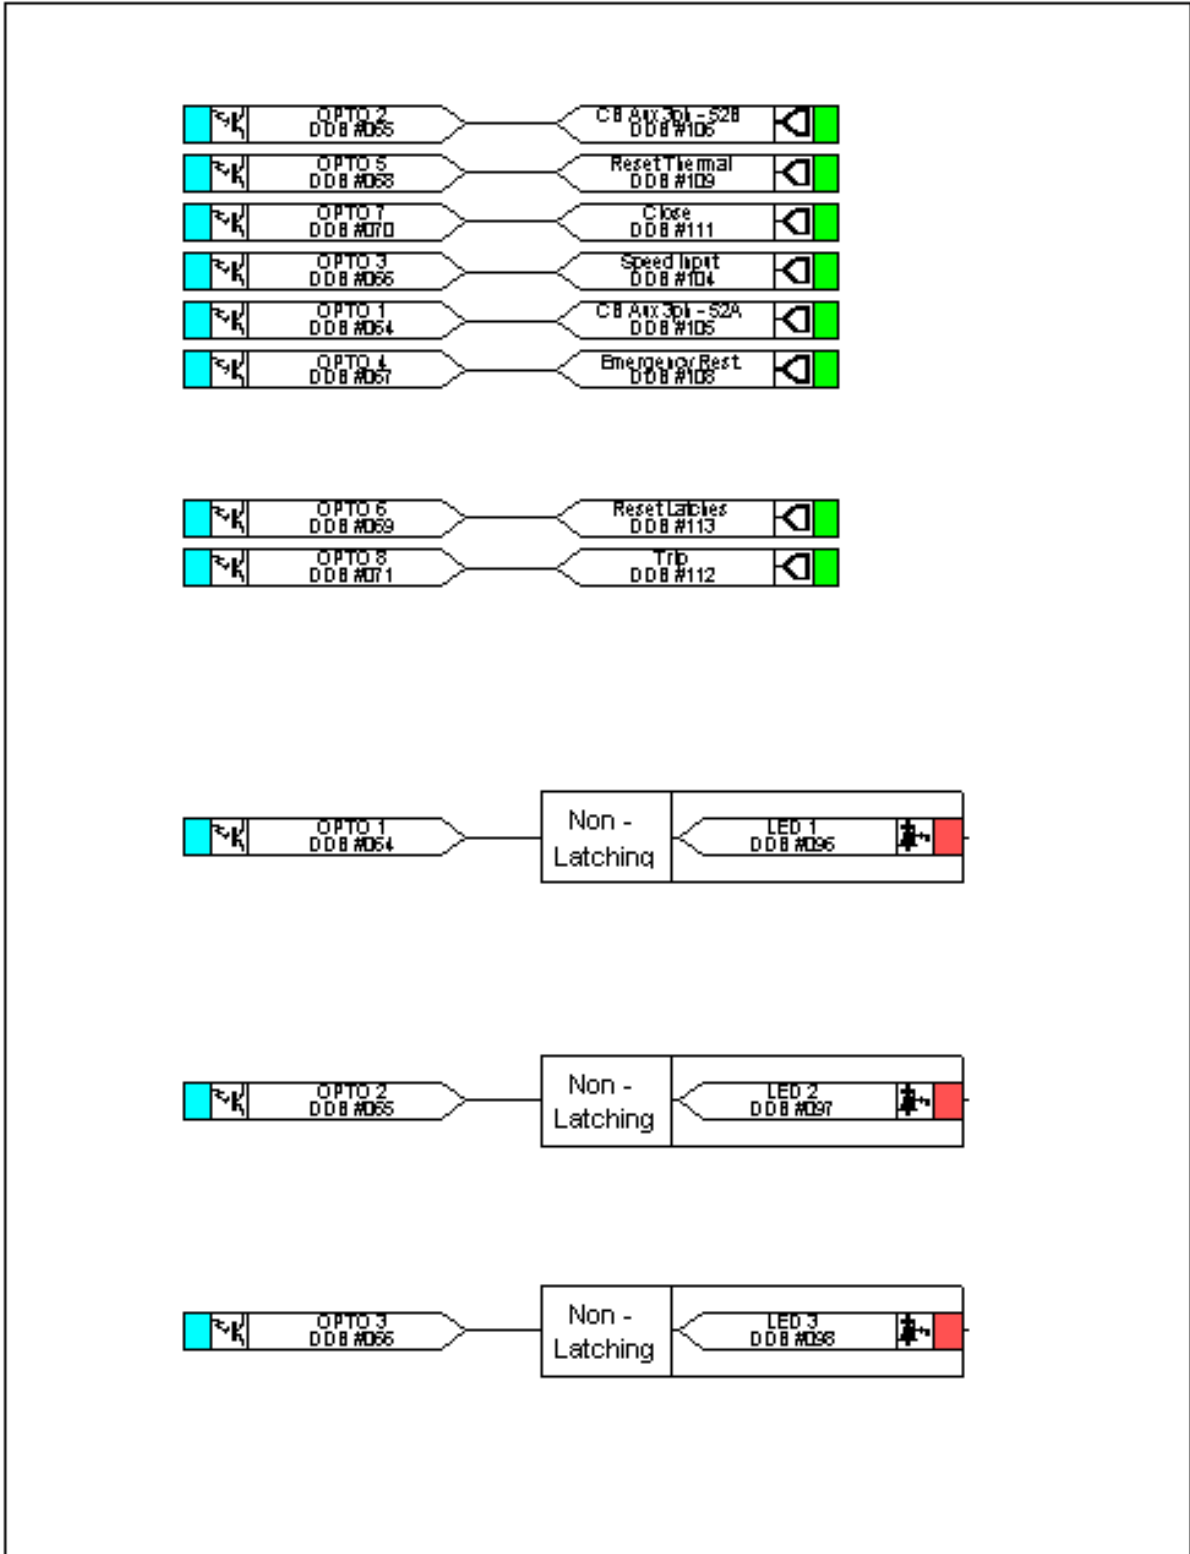 OPTO 2
DDB #065
CB Aux 3ph - 52B
DDB #106
OPTO 5
DDB #068
Reset Thermal
DDB #109
OPTO 7
DDB #070
Close
DDB #111
OPTO 3
DDB #066
Speed Input
DDB #104
OPTO 1
DDB #064
CB Aux 3ph - 52A
DDB #105
OPTO 4
DDB #067
Emergency Rest.
DDB #108
OPTO 6
DDB #069
Reset Latches
DDB #113
OPTO 8
DDB #071
Trip
DDB #112
OPTO 1
DDB #064
Non -
Latching
LED 1
DDB #096
OPTO 2
DDB #065
Non -
Latching
LED 2
DDB #097
OPTO 3
DDB #066
Non -
Latching
LED 3
DDB #098